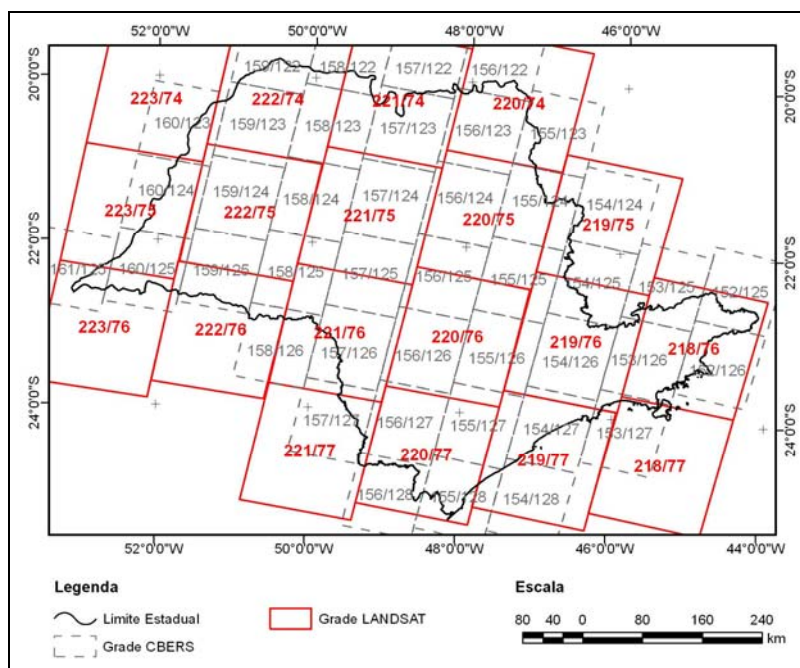 52°0'0"W 50°0'0"W 48°0'0"W 46°0'0"W
20°0'0"S
22°0'0"S
24°0'0"S
20°0'0"S
22°0'0"S
24°0'0"S
159/122 158/122 157/122 156/122
223/74 222/74 221/74 220/74
160/123 159/123 158/123 157/123 156/123 155/123
160/124 159/124 158/124 157/124 156/124 155/124 154/124
223/75 222/75 221/75 220/75 219/75
161/125 160/125 159/125 158/125 157/125 156/125 155/125 154/125 153/125 152/125
223/76 222/76 221/76 220/76 219/76 218/76
158/126 157/126 156/126 155/126 154/126 153/126 152/126
157/127 156/127 155/127 154/127 153/127
221/77 220/77 219/77 218/77
156/128 155/128 154/128
52°0'0"W 50°0'0"W 48°0'0"W 46°0'0"W 44°0'0"W
Legenda
Limite Estadual
Grade LANDSAT
Grade CBERS
Escala
80 40 0 80 160 240
km